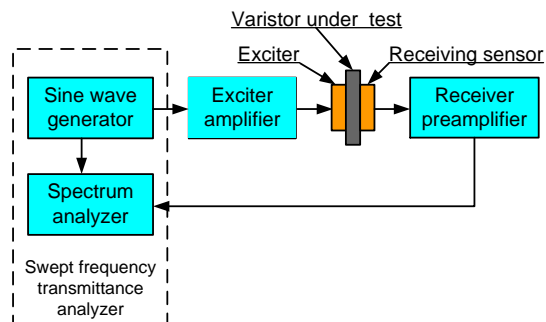 Varistor under test
Exciter
Receiving sensor
Sine wave
generator
Exciter
amplifier
Receiver
preamplifier
Spectrum
analyzer
Swept frequency
transmittance
analyzer